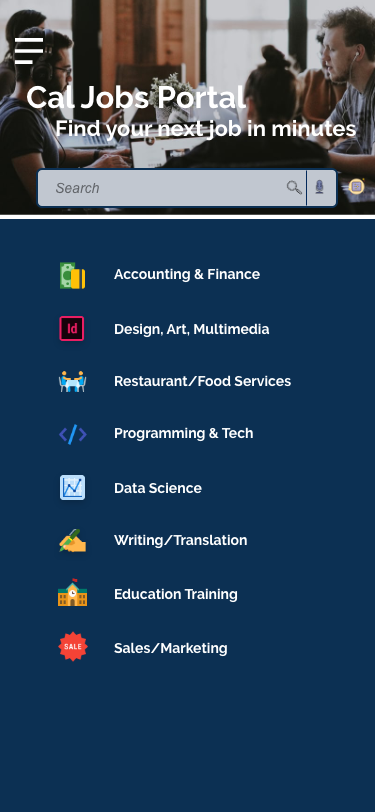 Cal Jobs Portal
Find your next job in minutes
Search
Accounting & Finance
Id
Design, Art, Multimedia
Restaurant/Food Services
Programming & Tech
Data Science
Writing/Translation
Education Training
SALE
Sales/Marketing